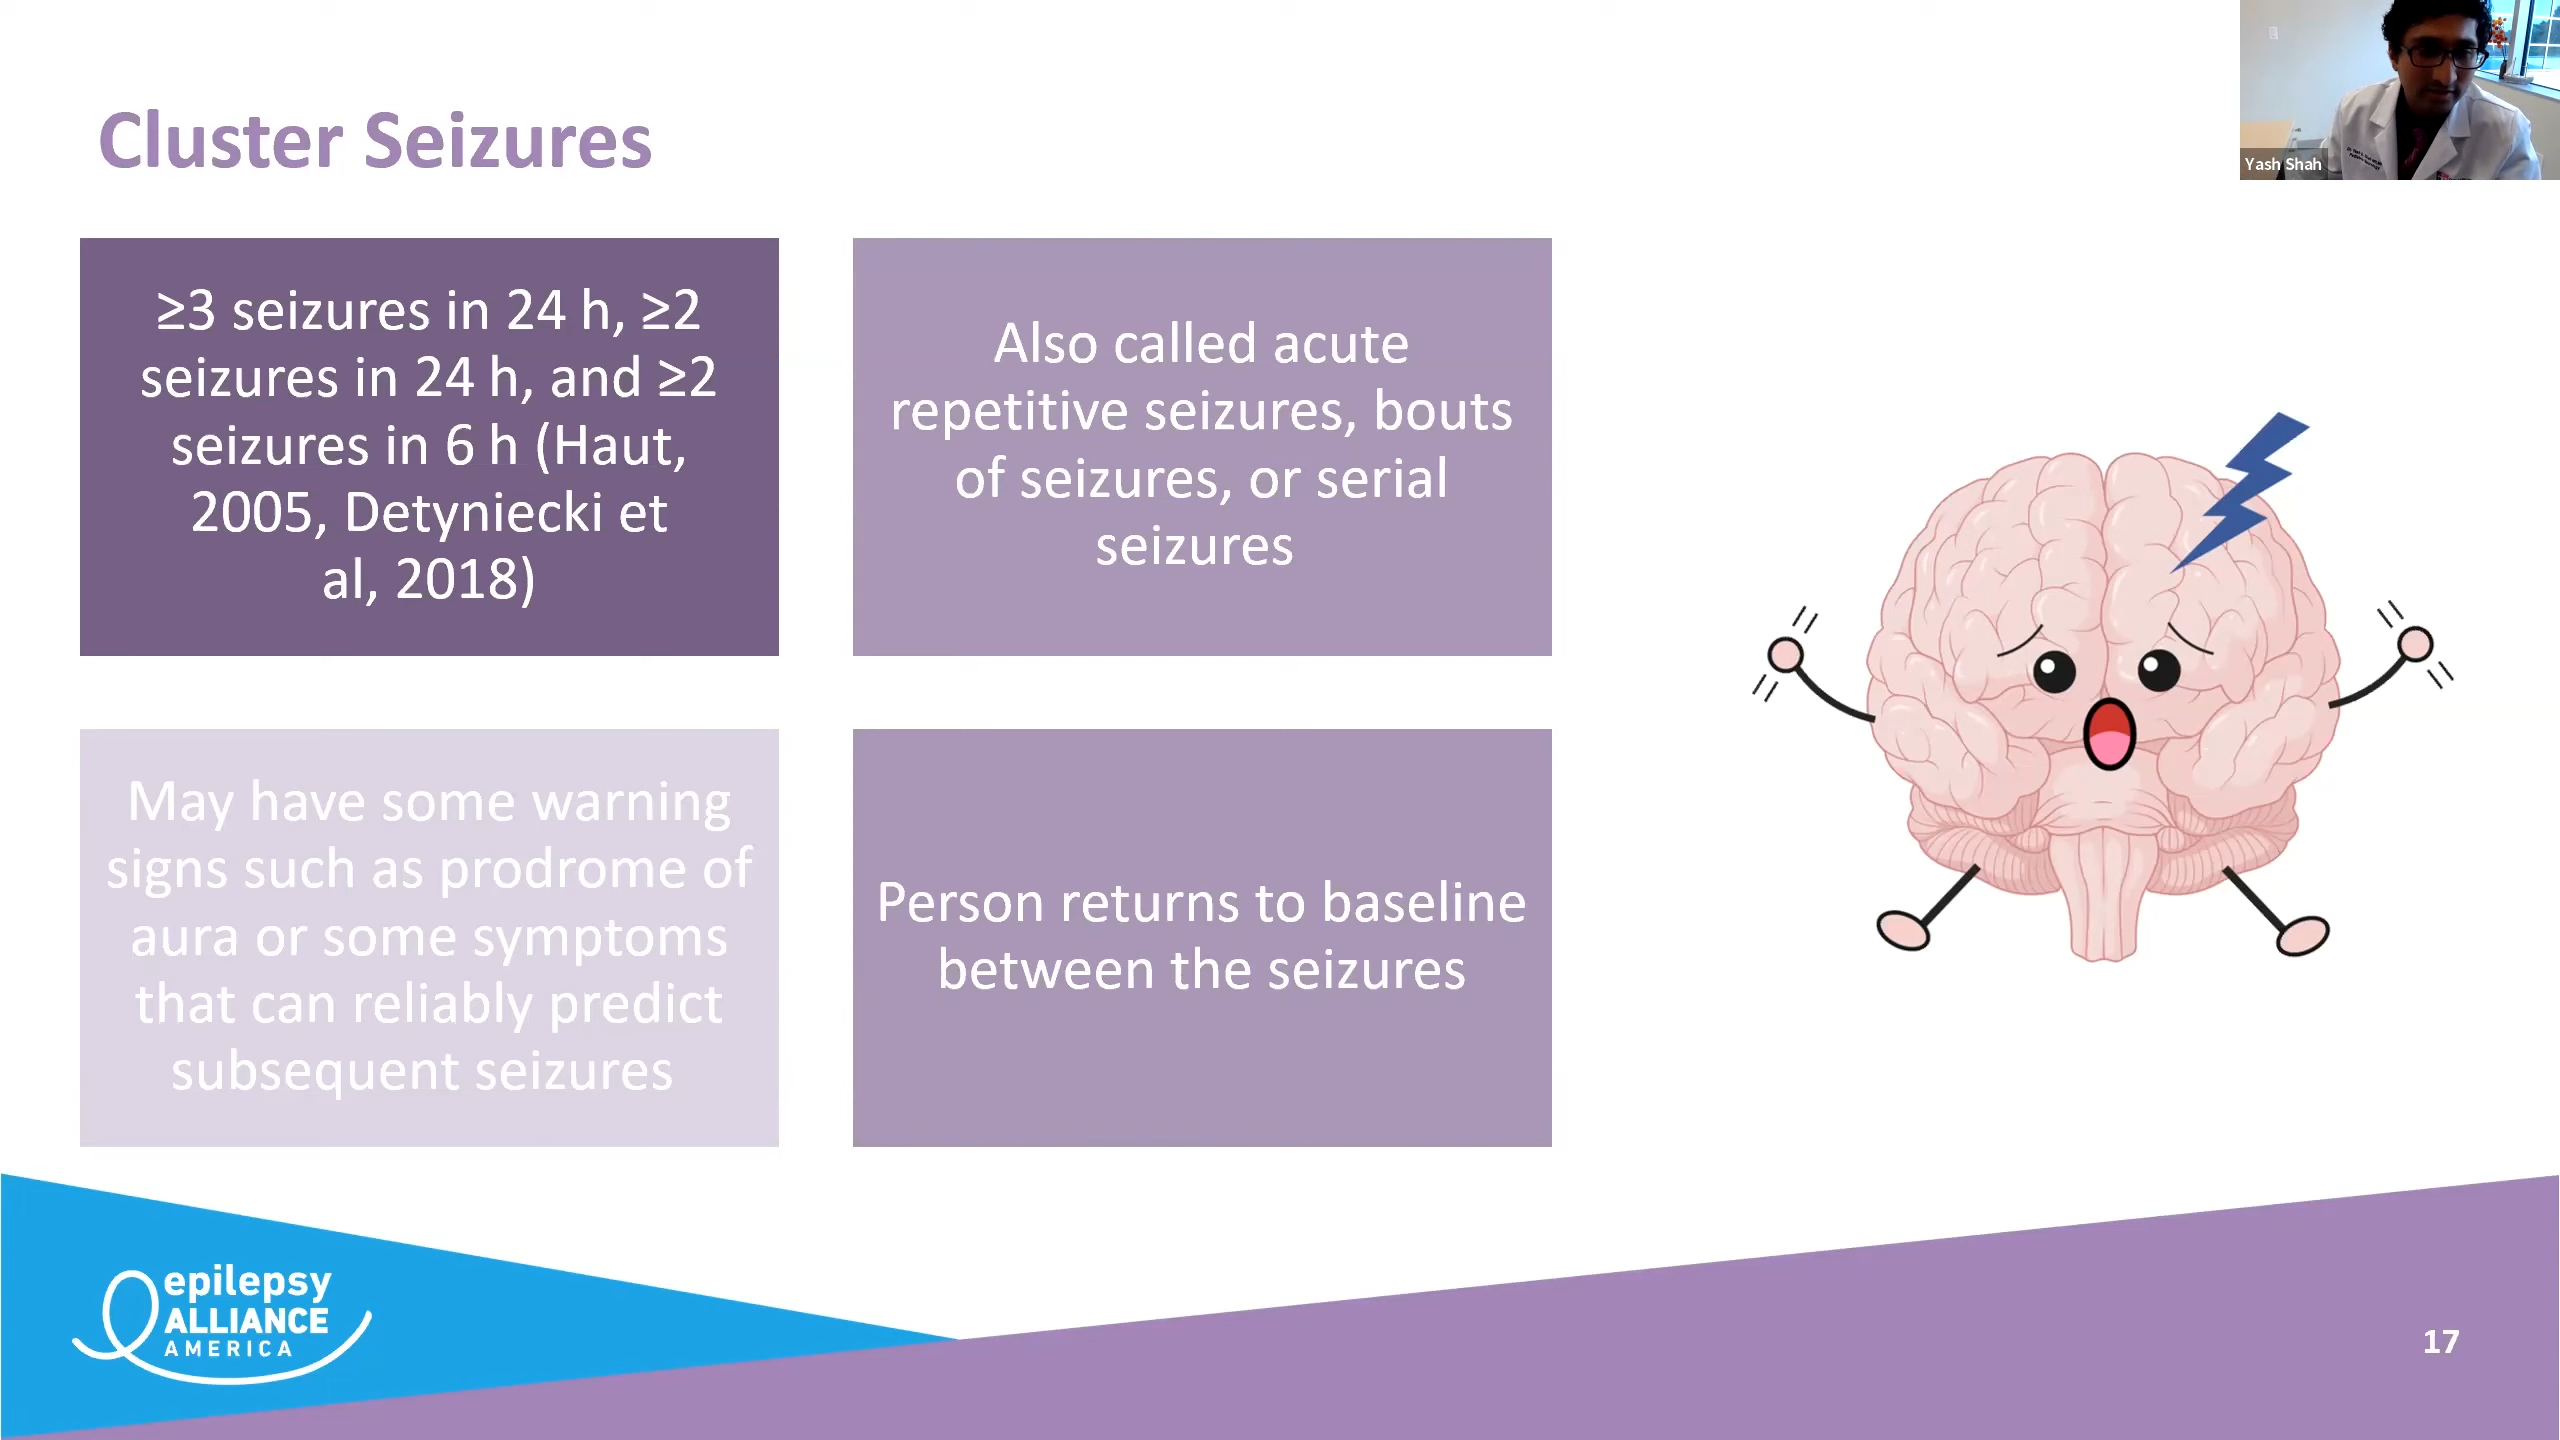 Cluster Seizures
≥3 seizures in 24 h, ≥2
seizures in 24 h, and ≥2
seizures in 6 h (Haut,
2005, Detyniecki et
al, 2018)
Also called acute
repetitive seizures, bouts
of seizures, or serial
seizures
May have some warning
signs such as prodrome of
aura or some symptoms
that can reliably predict
subsequent seizures
Person returns to baseline
between the seizures
Yash Shah
epilepsy
ALLIANCE
AMERICA
17